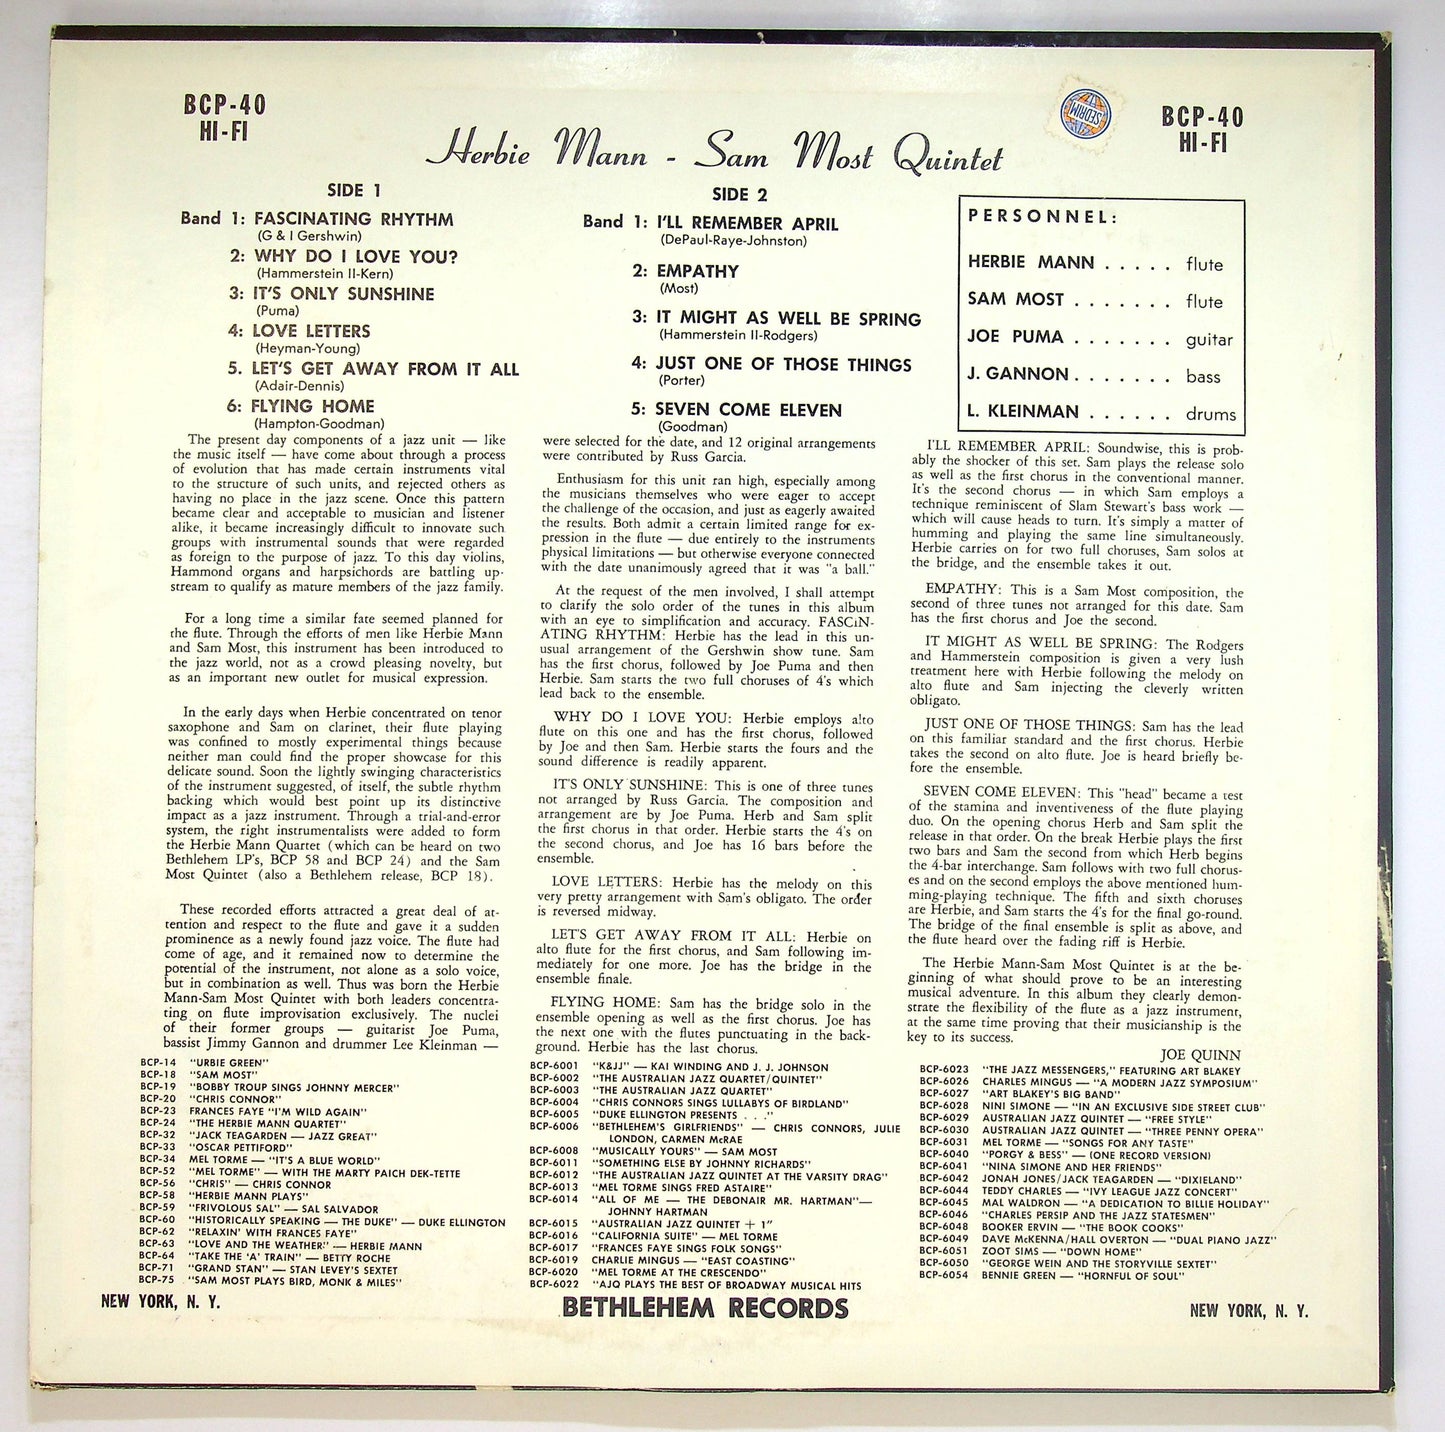 BCP-40
HI-FI
SEDRIM
BCP-40
HI-FI
Herbie Mann - Sam Most Quintet
SIDE 1
Band 1: FASCINATING RHYTHM
(G & I Gershwin)
2: WHY DO I LOVE YOU?
(Hammerstein II-Kern)
3: IT'S ONLY SUNSHINE
(Puma)
4: LOVE LETTERS
(Heyman-Young)
5. LET'S GET AWAY FROM IT ALL
(Adair-Dennis)
6: FLYING HOME
(Hampton-Goodman)
SIDE 2
Band 1: I'LL REMEMBER APRIL
(DePaul-Raye-Johnston)
2: EMPATHY
(Most)
3: IT MIGHT AS WELL BE SPRING
(Hammerstein II-Rodgers)
4: JUST ONE OF THOSE THINGS
(Porter)
5: SEVEN COME ELEVEN
(Goodman)
PERSONNEL:
HERBIE MANN . . . . . flute
SAM MOST . . . . . . . flute
JOE PUMA . . . . . . . guitar
J. GANNON . . . . . . . bass
L. KLEINMAN . . . . . . drums
The present day components of a jazz unit — like
the music itself — have come about through a process
of evolution that has made certain instruments vital
to the structure of such units, and rejected others as
having no place in the jazz scene. Once this pattern
became clear and acceptable to musician and listener
alike, it became increasingly difficult to innovate such
groups with instrumental sounds that were regarded
as foreign to the purpose of jazz. To this day violins,
Hammond organs and harpsichords are battling up-
stream to qualify as mature members of the jazz family.
For a long time a similar fate seemed planned for
the flute. Through the efforts of men like Herbie Mann
and Sam Most, this instrument has been introduced to
the jazz world, not as a crowd pleasing novelty, but
as an important new outlet for musical expression.
In the early days when Herbie concentrated on tenor
saxophone and Sam on clarinet, their flute playing
was confined to mostly experimental things because
neither man could find the proper showcase for this
delicate sound. Soon the lightly swinging characteristics
of the instrument suggested, of itself, the subtle rhythm
backing which would best point up its distinctive
impact as a jazz instrument. Through a trial-and-error
system, the right instrumentalists were added to form
the Herbie Mann Quartet (which can be heard on two
Bethlehem LP's, BCP 58 and BCP 24) and the Sam
Most Quintet (also a Bethlehem release, BCP 18).
These recorded efforts attracted a great deal of at-
tention and respect to the flute and gave it a sudden
prominence as a newly found jazz voice. The flute had
come of age, and it remained now to determine the
potential of the instrument, not alone as a solo voice,
but in combination as well. Thus was born the Herbie
Mann-Sam Most Quintet with both leaders concentra-
ting on flute improvisation exclusively. The nuclei
of their former groups — guitarist Joe Puma,
bassist Jimmy Gannon and drummer Lee Kleinman —
were selected for the date, and 12 original arrangements
were contributed by Russ Garcia.
Enthusiasm for this unit ran high, especially among
the musicians themselves who were eager to accept
the challenge of the occasion, and just as eagerly awaited
the results. Both admit a certain limited range for ex-
pression in the flute — due entirely to the instruments
physical limitations — but otherwise everyone connected
with the date unanimously agreed that it was "a ball."
At the request of the men involved, I shall attempt
to clarify the solo order of the tunes in this album
with an eye to simplification and accuracy. FASCIN-
ATING RHYTHM: Herbie has the lead in this un-
usual arrangement of the Gershwin show tune. Sam
has the first chorus, followed by Joe Puma and then
Herbie. Sam starts the two full choruses of 4's which
lead back to the ensemble.
WHY DO I LOVE YOU: Herbie employs alto
flute on this one and has the first chorus, followed
by Joe and then Sam. Herbie starts the fours and the
sound difference is readily apparent.
IT'S ONLY SUNSHINE: This is one of three tunes
not arranged by Russ Garcia. The composition and
arrangement are by Joe Puma. Herb and Sam split
the first chorus in that order. Herbie starts the 4's on
the second chorus, and Joe has 16 bars before the
ensemble.
LOVE LETTERS: Herbie has the melody on this
very pretty arrangement with Sam's obligato. The order
is reversed midway.
LET'S GET AWAY FROM IT ALL: Herbie on
alto flute for the first chorus, and Sam following im-
mediately for one more. Joe has the bridge in the
ensemble finale.
FLYING HOME: Sam has the bridge solo in the
ensemble opening as well as the first chorus. Joe has
the next one with the flutes punctuating in the back-
ground. Herbie has the last chorus.
I'LL REMEMBER APRIL: Soundwise, this is prob-
ably the shocker of this set. Sam plays the release solo
as well as the first chorus in the conventional manner.
It's the second chorus — in which Sam employs a
technique reminiscent of Slam Stewart's bass work —
which will cause heads to turn. It's simply a matter of
humming and playing the same line simultaneously.
Herbie carries on for two full choruses, Sam solos at
the bridge, and the ensemble takes it out.
EMPATHY: This is a Sam Most composition, the
second of three tunes not arranged for this date. Sam
has the first chorus and Joe the second.
IT MIGHT AS WELL BE SPRING: The Rodgers
and Hammerstein composition is given a very lush
treatment here with Herbie following the melody on
alto flute and Sam injecting the cleverly written
obligato.
JUST ONE OF THOSE THINGS: Sam has the lead
on this familiar standard and the first chorus. Herbie
takes the second on alto flute. Joe is heard briefly be-
fore the ensemble.
SEVEN COME ELEVEN: This "head" became a test
of the stamina and inventiveness of the flute playing
duo. On the opening chorus Herb and Sam split the
release in that order. On the break Herbie plays the first
two bars and Sam the second from which Herb begins
the 4-bar interchange. Sam follows with two full chorus-
es and on the second employs the above mentioned hum-
ming-playing technique. The fifth and sixth choruses
are Herbie, and Sam starts the 4's for the final go-round.
The bridge of the final ensemble is split as above, and
the flute heard over the fading riff is Herbie.
The Herbie Mann-Sam Most Quintet is at the be-
ginning of what should prove to be an interesting
musical adventure. In this album they clearly demon-
strate the flexibility of the flute as a jazz instrument,
at the same time proving that their musicianship is the
key to its success.
JOE QUINN
BCP-14 "URBIE GREEN"
BCP-18 "SAM MOST"
BCP-19 "BOBBY TROUP SINGS JOHNNY MERCER"
BCP-20 "CHRIS CONNOR"
BCP-23 FRANCES FAYE "I'M WILD AGAIN"
BCP-24 "THE HERBIE MANN QUARTET"
BCP-32 "JACK TEAGARDEN — JAZZ GREAT"
BCP-33 "OSCAR PETTIFORD"
BCP-34 MEL TORME — "IT'S A BLUE WORLD"
BCP-52 "MEL TORME" — WITH THE MARTY PAICH DEK-TETTE
BCP-56 "CHRIS" — CHRIS CONNOR
BCP-58 "HERBIE MANN PLAYS"
BCP-59 "FRIVOLOUS SAL" — SAL SALVADOR
BCP-60 "HISTORICALLY SPEAKING — THE DUKE" — DUKE ELLINGTON
BCP-62 "RELAXIN' WITH FRANCES FAYE"
BCP-63 "LOVE AND THE WEATHER" — HERBIE MANN
BCP-64 "TAKE THE 'A' TRAIN" — BETTY ROCHE
BCP-71 "GRAND STAN" — STAN LEVEY'S SEXTET
BCP-75 "SAM MOST PLAYS BIRD, MONK & MILES"
BCP-6001 "K&JJ" — KAI WINDING AND J. J. JOHNSON
BCP-6002 "THE AUSTRALIAN JAZZ QUARTET/QUINTET"
BCP-6003 "THE AUSTRALIAN JAZZ QUARTET"
BCP-6004 "CHRIS CONNORS SINGS LULLABYS OF BIRDLAND"
BCP-6005 "DUKE ELLINGTON PRESENTS . . ."
BCP-6006 "BETHLEHEM'S GIRLFRIENDS" — CHRIS CONNORS, JULIE
LONDON, CARMEN McRAE
BCP-6008 "MUSICALLY YOURS" — SAM MOST
BCP-6011 "SOMETHING ELSE BY JOHNNY RICHARDS"
BCP-6012 "THE AUSTRALIAN JAZZ QUINTET AT THE VARSITY DRAG"
BCP-6013 "MEL TORME SINGS FRED ASTAIRE"
BCP-6014 "ALL OF ME — THE DEBONAIR MR. HARTMAN"—
JOHNNY HARTMAN
BCP-6015 "AUSTRALIAN JAZZ QUINTET + 1"
BCP-6016 "CALIFORNIA SUITE" — MEL TORME
BCP-6017 "FRANCES FAYE SINGS FOLK SONGS"
BCP-6019 CHARLIE MINGUS — "EAST COASTING"
BCP-6020 "MEL TORME AT THE CRESCENDO"
BCP-6022 "AJQ PLAYS THE BEST OF BROADWAY MUSICAL HITS
BCP-6023 "THE JAZZ MESSENGERS," FEATURING ART BLAKEY
BCP-6026 CHARLES MINGUS — "A MODERN JAZZ SYMPOSIUM"
BCP-6027 "ART BLAKEY'S BIG BAND"
BCP-6028 NINI SIMONE — "IN AN EXCLUSIVE SIDE STREET CLUB"
BCP-6029 AUSTRALIAN JAZZ QUINTET — "FREE STYLE"
BCP-6030 AUSTRALIAN JAZZ QUINTET — "THREE PENNY OPERA"
BCP-6031 MEL TORME — "SONGS FOR ANY TASTE"
BCP-6040 "PORGY & BESS" — (ONE RECORD VERSION)
BCP-6041 "NINA SIMONE AND HER FRIENDS"
BCP-6042 JONAH JONES/JACK TEAGARDEN — "DIXIELAND"
BCP-6044 TEDDY CHARLES — "IVY LEAGUE JAZZ CONCERT"
BCP-6045 MAL WALDRON — "A DEDICATION TO BILLIE HOLIDAY"
BCP-6046 "CHARLES PERSIP AND THE JAZZ STATESMEN"
BCP-6048 BOOKER ERVIN — "THE BOOK COOKS"
BCP-6049 DAVE McKENNA/HALL OVERTON — "DUAL PIANO JAZZ"
BCP-6051 ZOOT SIMS — "DOWN HOME"
BCP-6050 "GEORGE WEIN AND THE STORYVILLE SEXTET"
BCP-6054 BENNIE GREEN — "HORNFUL OF SOUL"
NEW YORK, N. Y.
BETHLEHEM RECORDS
NEW YORK, N. Y.